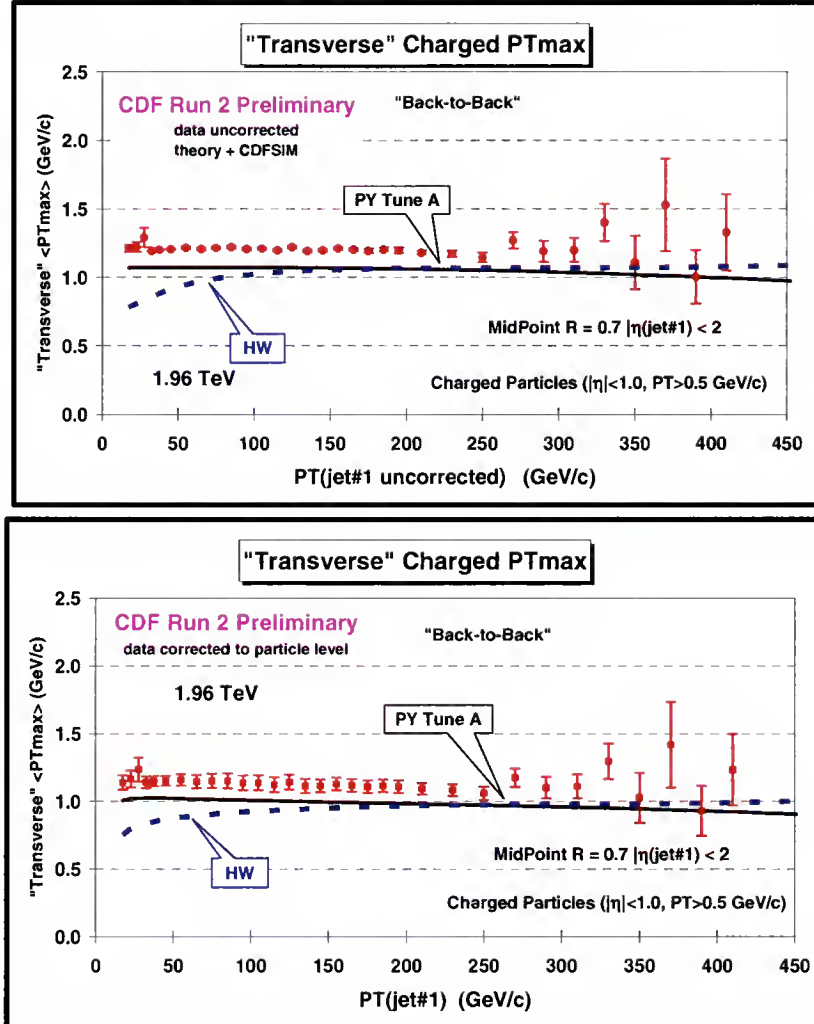 "Transverse" Charged PTmax
2.5
2.0
1.5
1.0
0.5
0.0
"Transverse" <PTmax> (GeV/c)
CDF Run 2 Preliminary
data uncorrected
theory + CDFSIM
"Back-to-Back"
PY Tune A
HW
1.96 TeV
MidPoint R = 0.7 |η(jet#1) < 2
Charged Particles (|η|<1.0, PT>0.5 GeV/c)
0 50 100 150 200 250 300 350 400 450
PT(jet#1 uncorrected) (GeV/c)
"Transverse" Charged PTmax
2.5
2.0
1.5
1.0
0.5
0.0
"Transverse" <PTmax> (GeV/c)
CDF Run 2 Preliminary
data corrected to particle level
"Back-to-Back"
1.96 TeV
PY Tune A
HW
MidPoint R = 0.7 |η(jet#1) < 2
Charged Particles (|η|<1.0, PT>0.5 GeV/c)
0 50 100 150 200 250 300 350 400 450
PT(jet#1) (GeV/c)